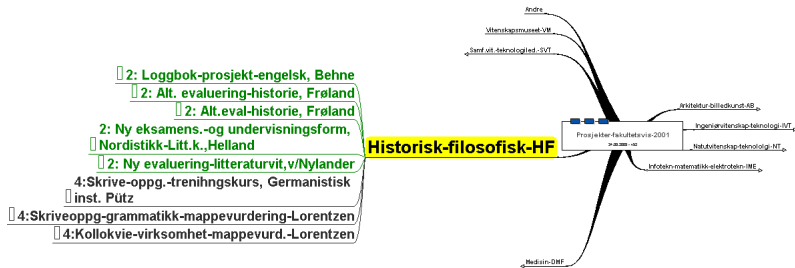 Andre
Vitenskapsmuseet-VM
Samf.vit.-teknologiled.-SVT
2: Loggbok-prosjekt-engelsk, Behne
2: Alt. evaluering-historie, Frøland
2: Alt.eval-historie, Frøland
2: Ny eksamens.-og undervisningsform,
Nordistikk-Litt.k.,Helland
2: Ny evaluering-litteraturvit,v/Nylander
4:Skrive-oppg.-trenihngskurs, Germanistisk
inst. Pütz
4:Skriveoppg-grammatikk-mappevurdering-Lorentzen
4:Kollokvie-virksomhet-mappevurd.-Lorentzen
Historisk-filosofisk-HF
Prosjekter-fakultetsvis-2001
Arkitektur-billedkunst-AB
Ingeniørvitenskap-teknologi-IVT
Natutvitenskap-teknololgi-NT
Infotekn-matematikk-elektrotekn-IME
Medisin-DMF